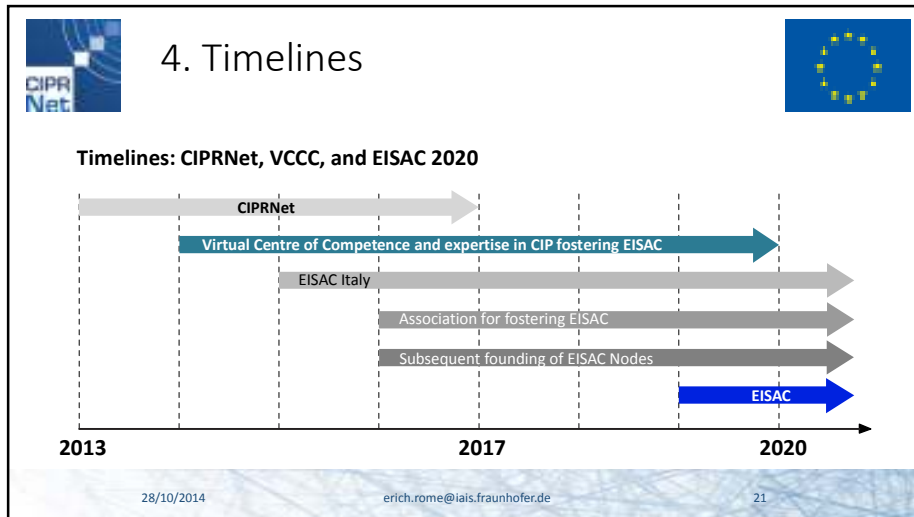 CIPR
Net
4. Timelines
Timelines: CIPRNet, VCCC, and EISAC 2020
CIPRNet
Virtual Centre of Competence and expertise in CIP fostering EISAC
EISAC Italy
Association for fostering EISAC
Subsequent founding of EISAC Nodes
EISAC
2013 2017 2020
28/10/2014 erich.rome@iais.fraunhofer.de 21